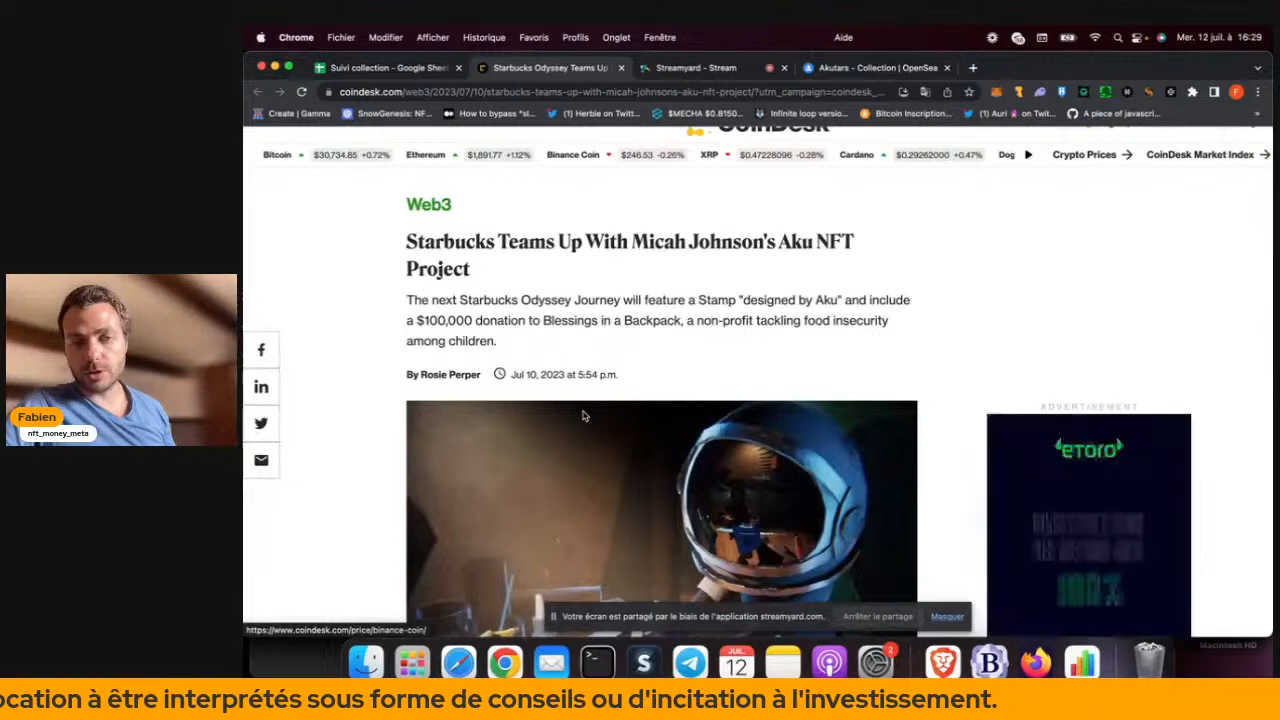 Chrome Fichier Modifier Afficher Historique Favoris Profils Onglet Fenêtre Aide Mer. 12 juil. à 16:29
Suivi collection - Google Shee
Starbucks Odyssey Teams Up
Streamyard - Stream
Akutars - Collection | OpenSea
coindesk.com/web3/2023/07/10/starbucks-teams-up-with-micah-johnsons-aku-nft-project/?utm_campaign=coindesk_...
Create | Gamma
SnowGenesis: NF...
How to bypass "sl...
(1) Herbie on Twitt...
$MECHA $0.8150...
Infinite loop versio...
Bitcoin Inscription...
(1) Auri on Twit...
A piece of javascri...
CoinDesk
Bitcoin $30,734.85 +0.72% Ethereum $1,891.77 +1.12% Binance Coin $246.53 -0.26% XRP $0.47228096 -0.28% Cardano $0.29262000 +0.47% Dog Crypto Prices CoinDesk Market Index
Web3
Starbucks Teams Up With Micah Johnson's Aku NFT
Project
The next Starbucks Odyssey Journey will feature a Stamp "designed by Aku" and include
a $100,000 donation to Blessings in a Backpack, a non-profit tackling food insecurity
among children.
By Rosie Perper Jul 10, 2023 at 5:54 p.m.
ADVERTISEMENT
eToro
Fabien
nft_money_meta
Votre écran est partagé par le biais de l'application streamyard.com. Arrêter le partage Masquer
https://www.coindesk.com/price/binance-coin/
Macintosh HD
JUIL.
12
2
ocation à être interprétés sous forme de conseils ou d'incitation à l'investissement.